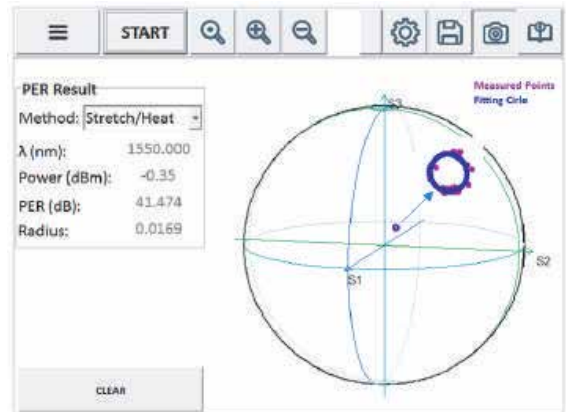 START
Measured Points
Fitting Cirle
PER Result
Method: Stretch/Heat
λ (nm): 1550.000
Power (dBm): -0.35
PER (dB): 41.474
Radius: 0.0169
S3
S1
S2
CLEAR